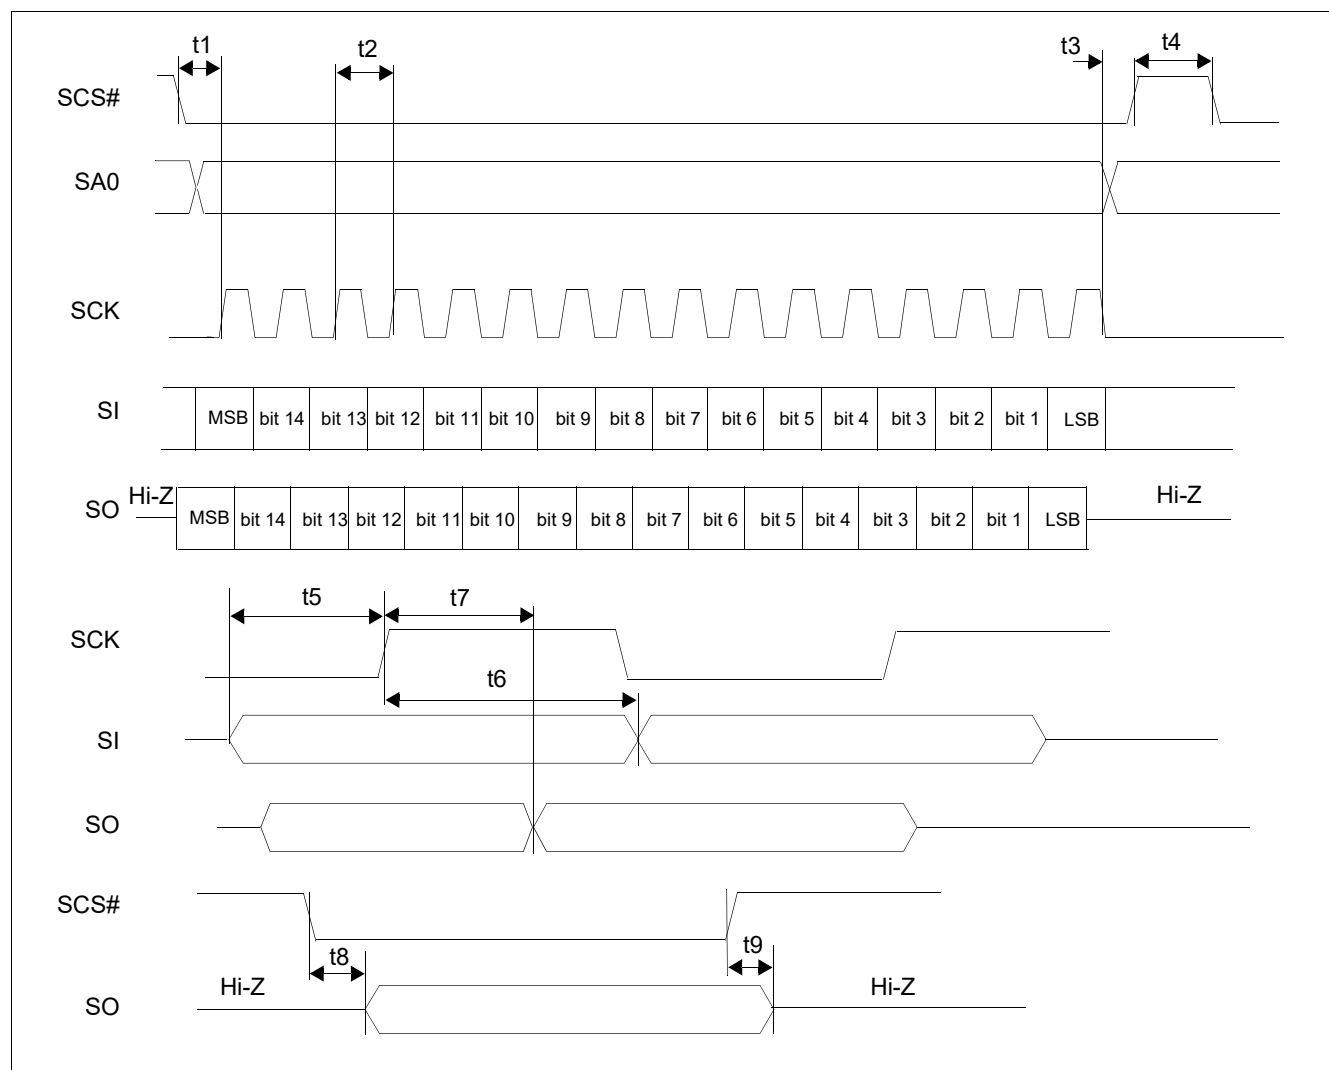 t1
t2
t3
t4
SCS#
SA0
SCK
SI
MSB bit 14 bit 13 bit 12 bit 11 bit 10 bit 9 bit 8 bit 7 bit 6 bit 5 bit 4 bit 3 bit 2 bit 1 LSB
Hi-Z
Hi-Z
SO
MSB bit 14 bit 13 bit 12 bit 11 bit 10 bit 9 bit 8 bit 7 bit 6 bit 5 bit 4 bit 3 bit 2 bit 1 LSB
t5
t7
SCK
t6
SI
SO
SCS#
t8
t9
Hi-Z
Hi-Z
SO